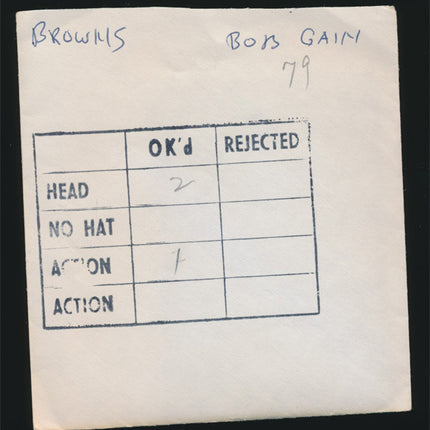 BROWNS BOB GAIN
79
OK'd REJECTED
HEAD 2
NO HAT
ACTION 1
ACTION